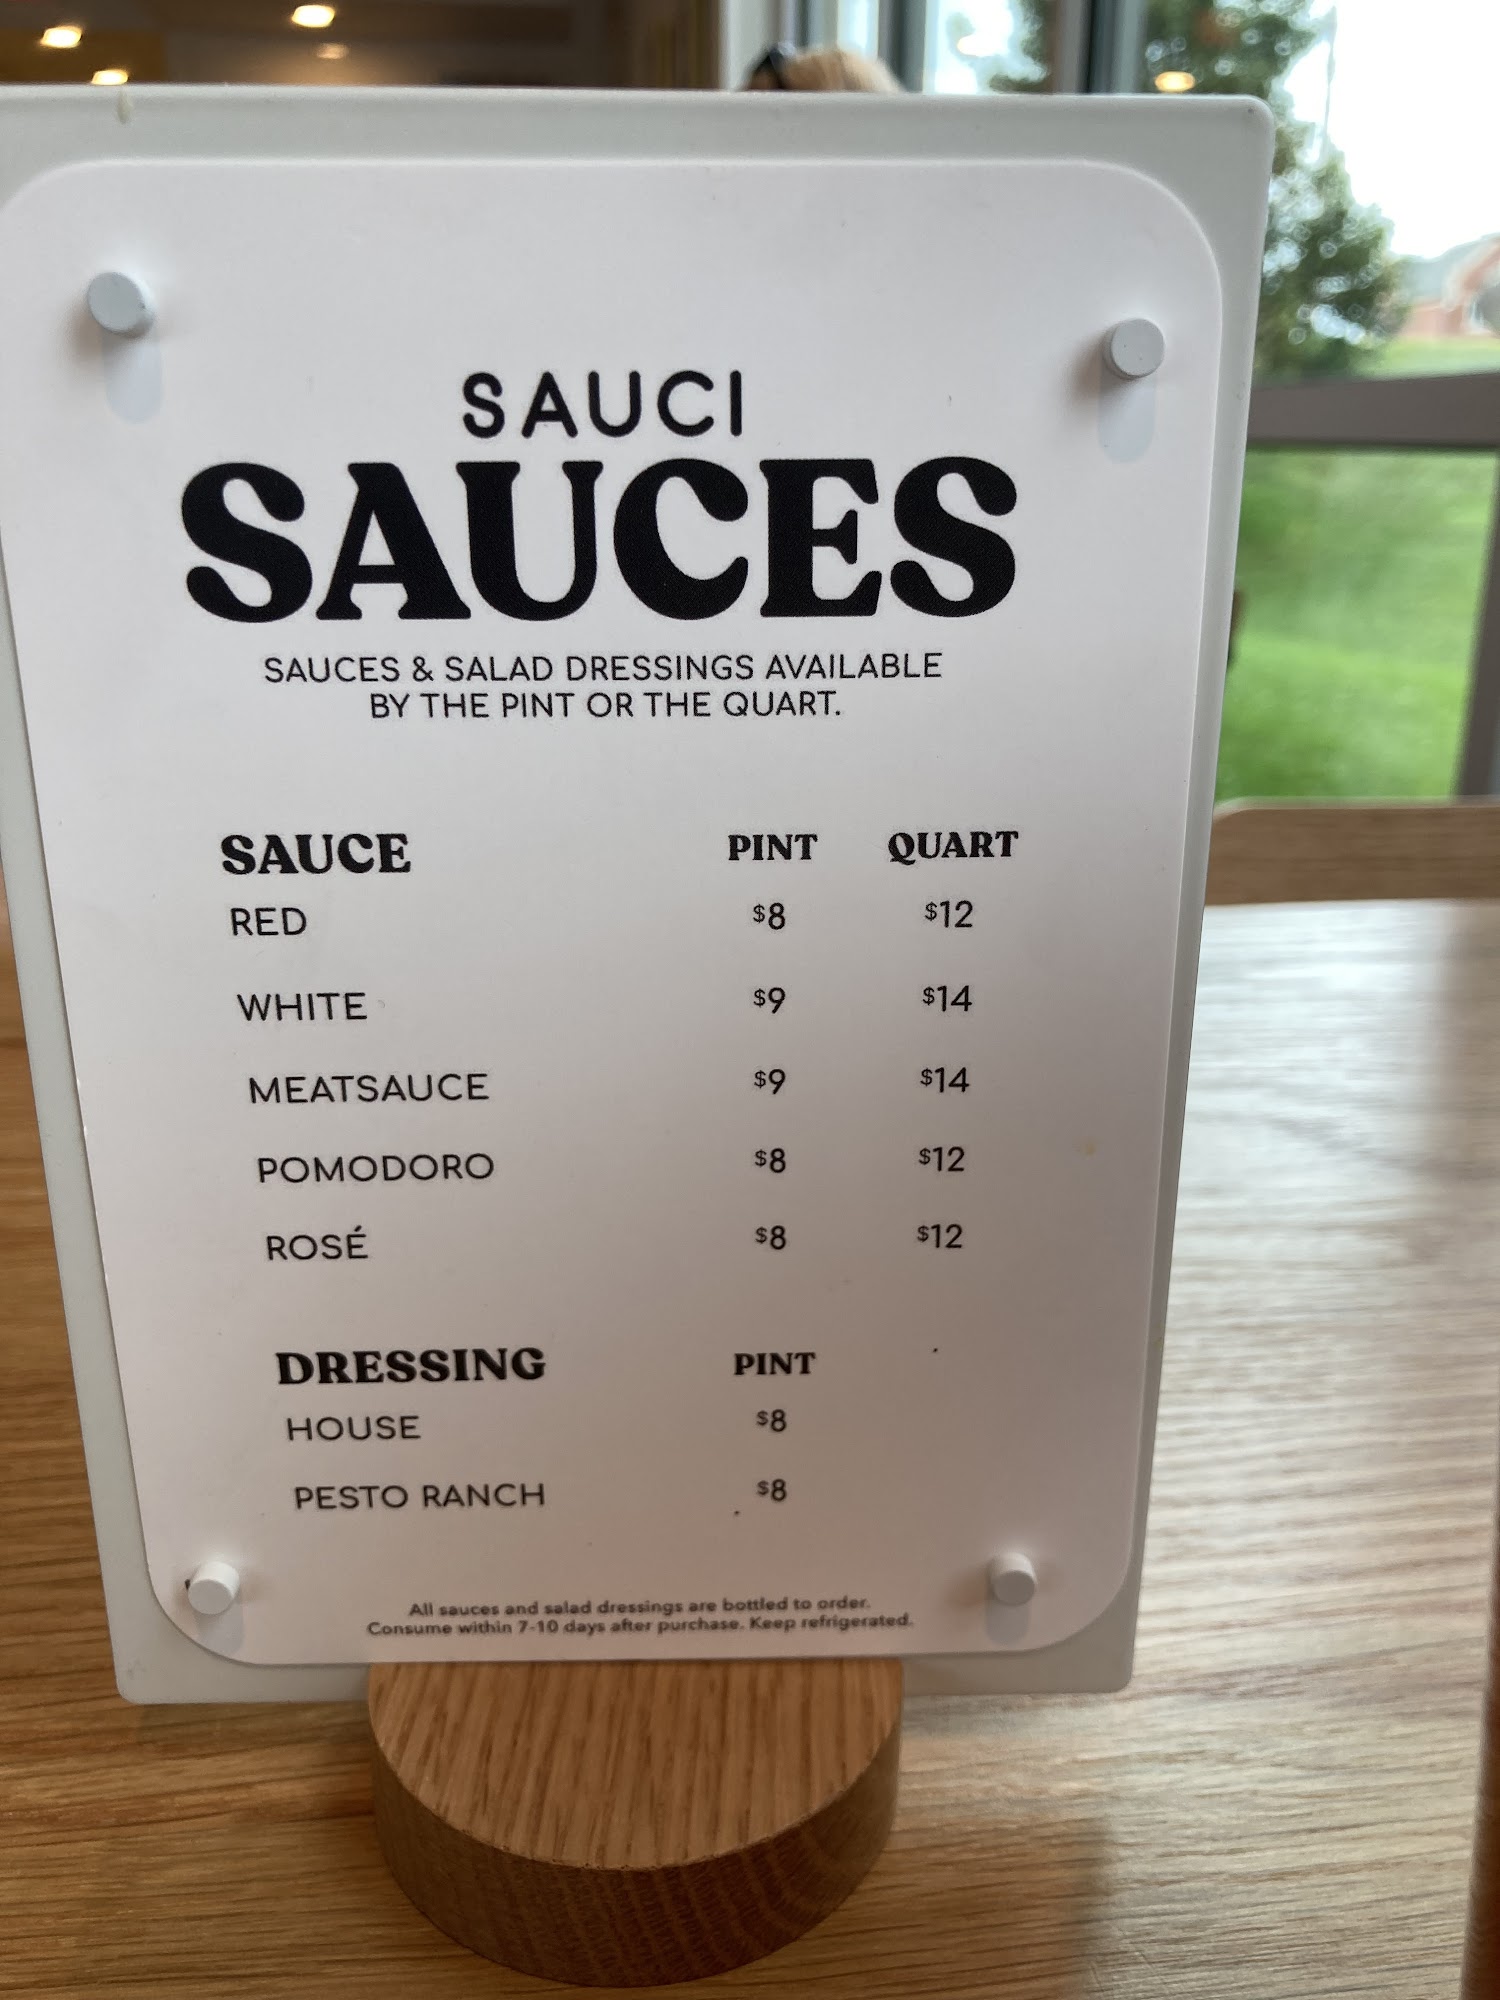 SAUCI
SAUCES
SAUCES & SALAD DRESSINGS AVAILABLE
BY THE PINT OR THE QUART.
SAUCE PINT QUART
RED $8 $12
WHITE $9 $14
MEATSAUCE $9 $14
POMODORO $8 $12
ROSÉ $8 $12
DRESSING PINT
HOUSE $8
PESTO RANCH $8
All sauces and salad dressings are bottled to order.
Consume within 7-10 days after purchase. Keep refrigerated.